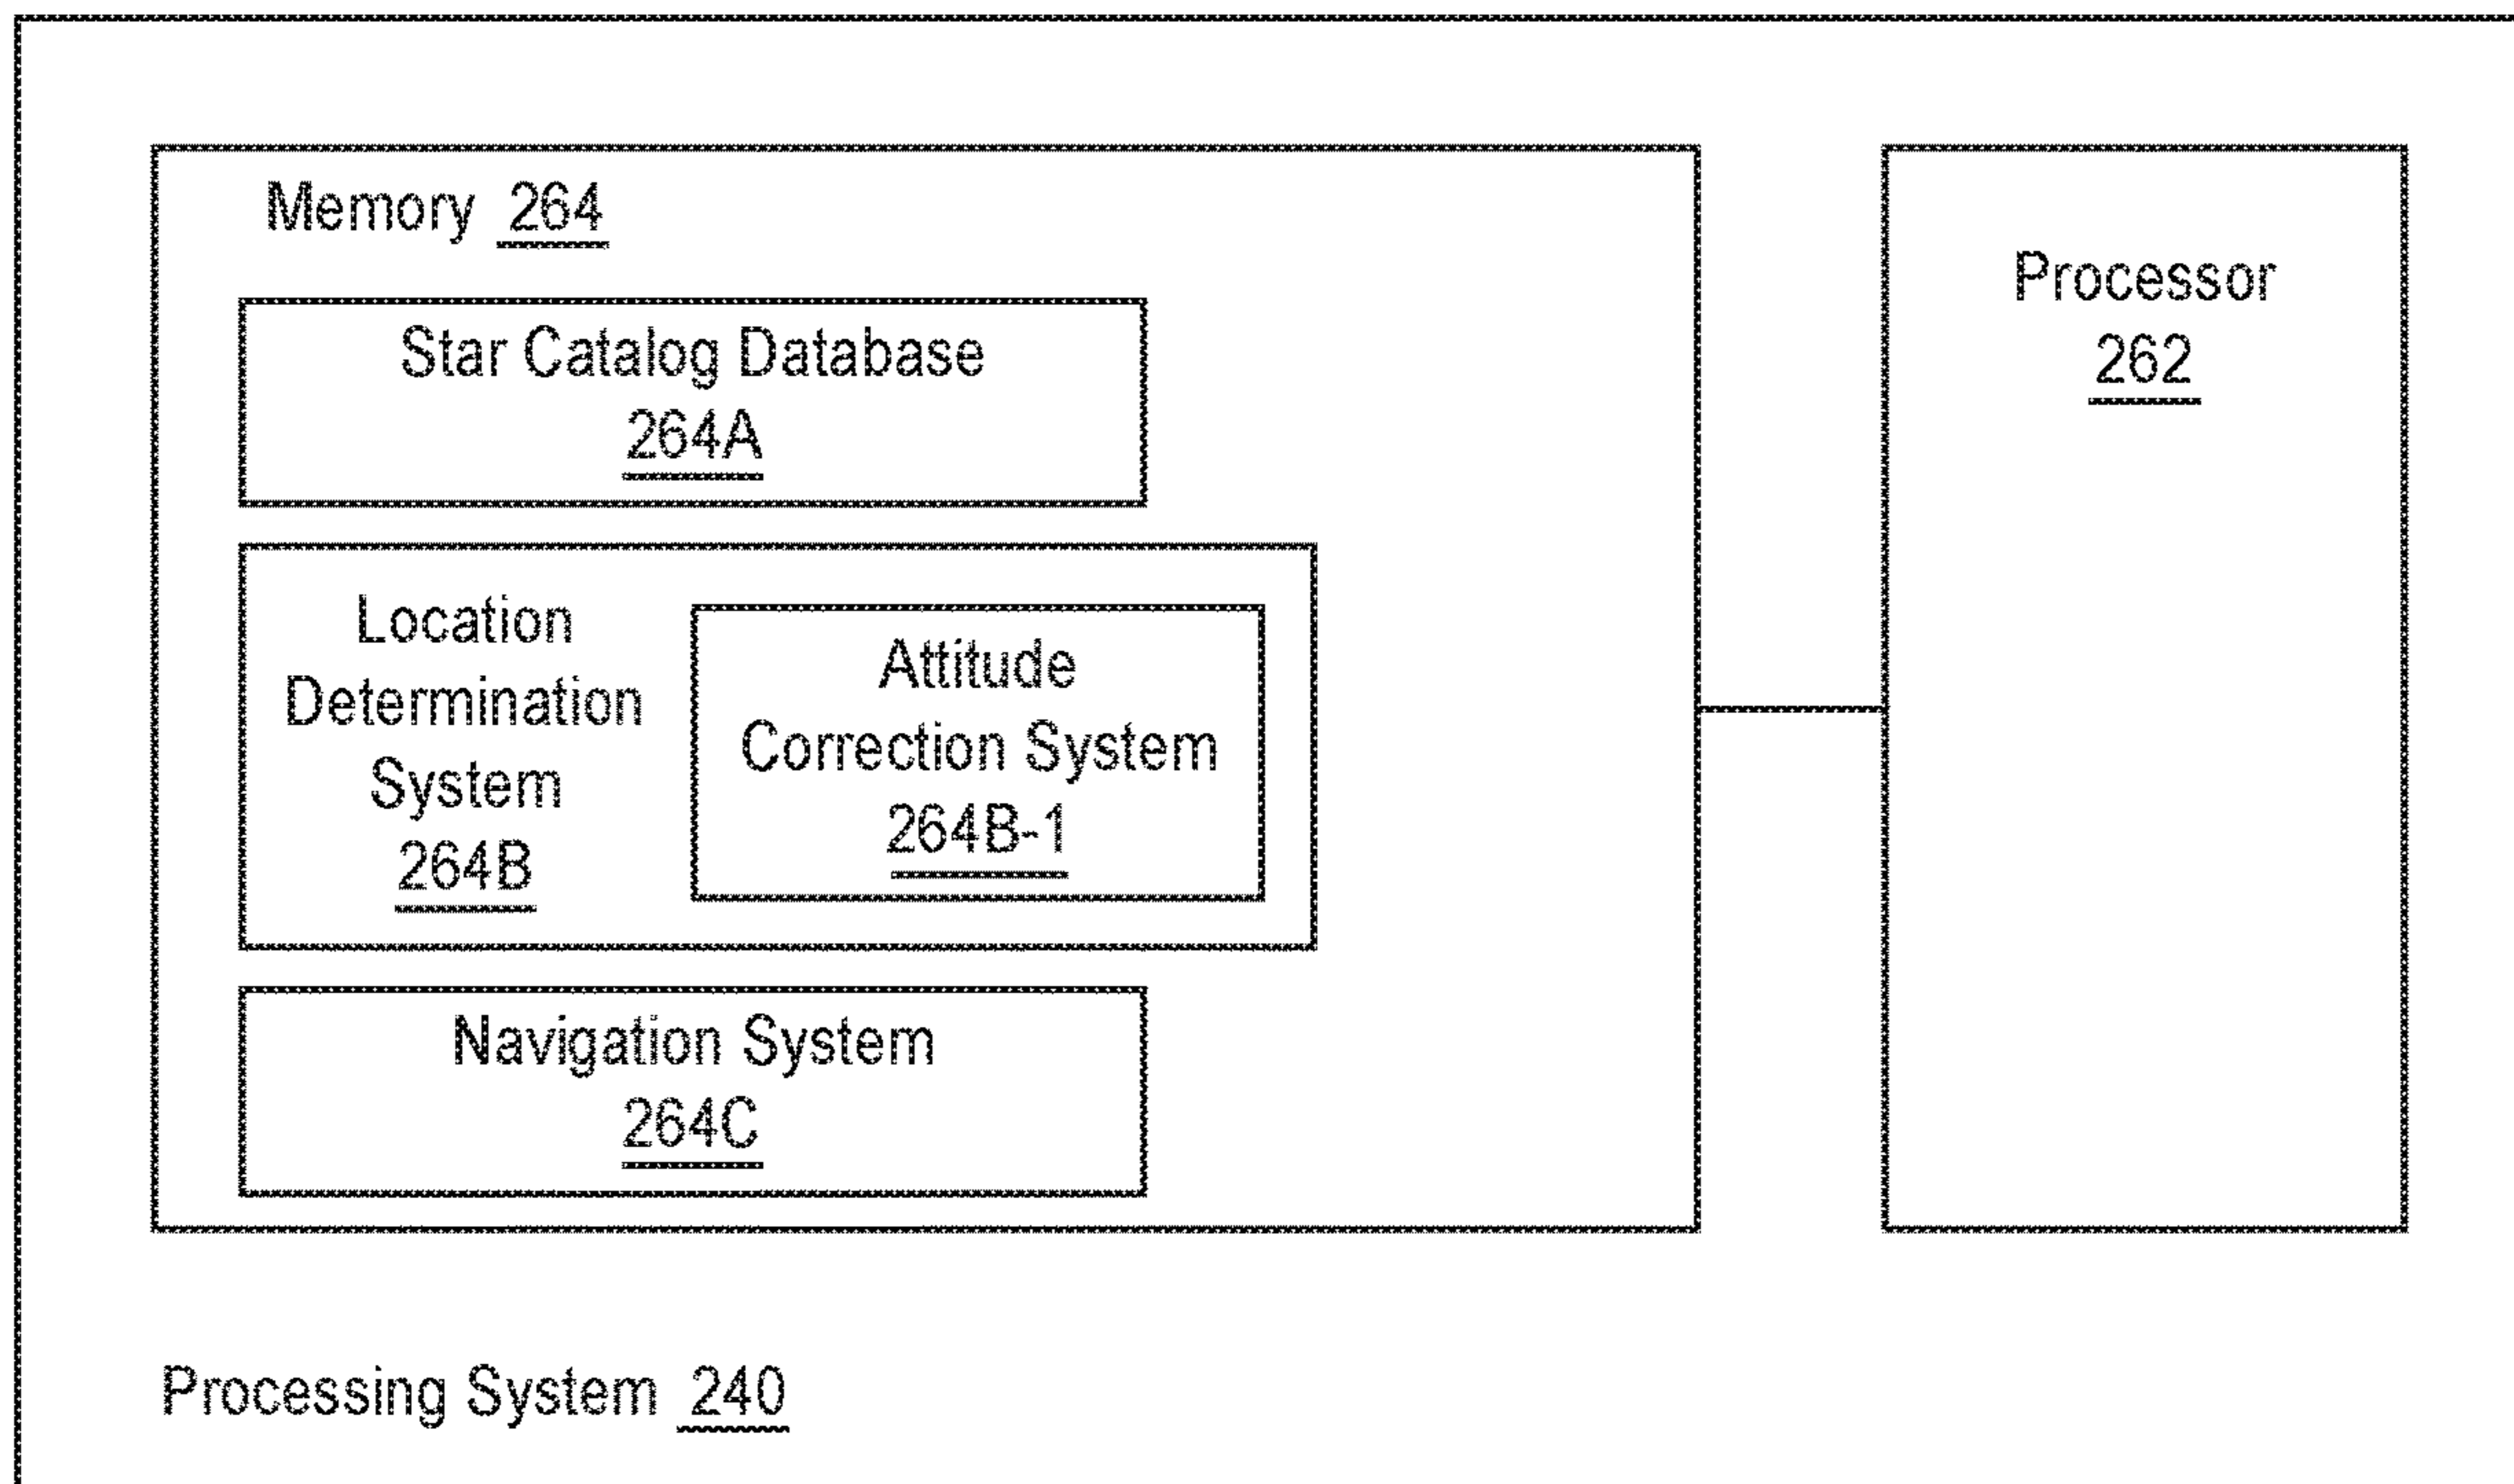 Memory 264
Star Catalog Database
264A
Location
Determination
System
264B
Attitude
Correction System
264B-1
Navigation System
264C
Processor
262
Processing System 240